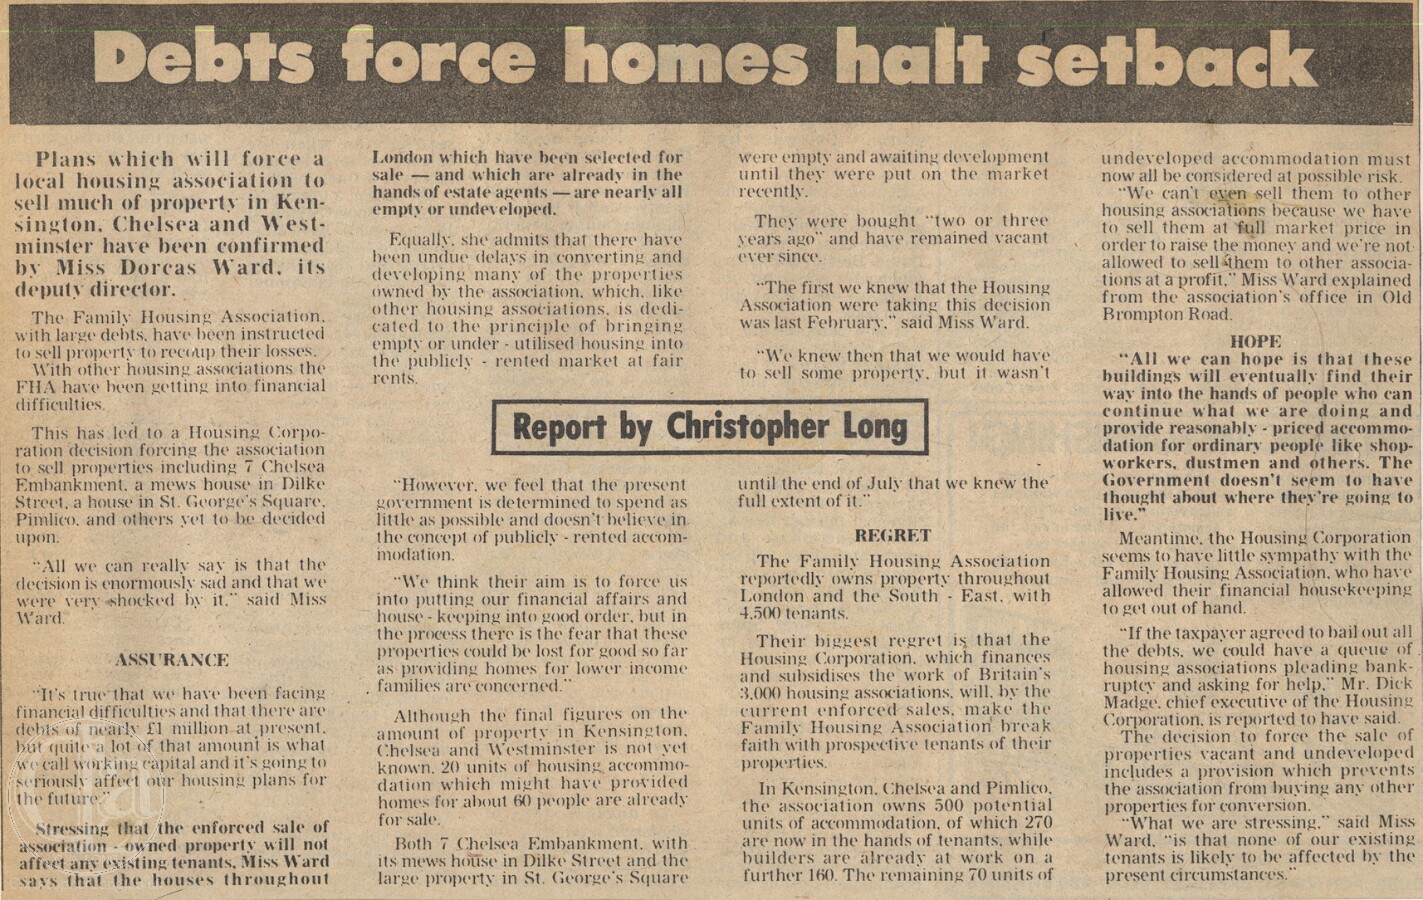 Debts force homes halt setback
Plans which will force a
local housing association to
sell much of property in Ken-
sington, Chelsea and West-
minster have been confirmed
by Miss Dorcas Ward, its
deputy director.
The Family Housing Association,
with large debts, have been instructed
to sell property to recoup their losses.
With other housing associations the
FHA have been getting into financial
difficulties.
This has led to a Housing Corpo-
ration decision forcing the association
to sell properties including 7 Chelsea
Embankment, a mews house in Dilke
Street, a house in St. George's Square,
Pimlico, and others yet to be decided
upon.
"All we can really say is that the
decision is enormously sad and that we
were very shocked by it," said Miss
Ward.
ASSURANCE
"It's true that we have been facing
financial difficulties and that there are
debts of nearly £1 million at present,
but quite a lot of that amount is what
we call working capital and it's going to
seriously affect our housing plans for
the future."
Stressing that the enforced sale of
association - owned property will not
affect any existing tenants, Miss Ward
says that the houses throughout
London which have been selected for
sale — and which are already in the
hands of estate agents — are nearly all
empty or undeveloped.
Equally, she admits that there have
been undue delays in converting and
developing many of the properties
owned by the association, which, like
other housing associations, is dedi-
cated to the principle of bringing
empty or under - utilised housing into
the publicly - rented market at fair
rents.
Report by Christopher Long
"However, we feel that the present
government is determined to spend as
little as possible and doesn't believe in
the concept of publicly - rented accom-
modation.
"We think their aim is to force us
into putting our financial affairs and
house - keeping into good order, but in
the process there is the fear that these
properties could be lost for good so far
as providing homes for lower income
families are concerned."
Although the final figures on the
amount of property in Kensington,
Chelsea and Westminster is not yet
known, 20 units of housing accommo-
dation which might have provided
homes for about 60 people are already
for sale.
Both 7 Chelsea Embankment, with
its mews house in Dilke Street and the
large property in St. George's Square
were empty and awaiting development
until they were put on the market
recently.
They were bought "two or three
years ago" and have remained vacant
ever since.
"The first we knew that the Housing
Association were taking this decision
was last February," said Miss Ward.
"We knew then that we would have
to sell some property, but it wasn't
until the end of July that we knew the
full extent of it."
REGRET
The Family Housing Association
reportedly owns property throughout
London and the South - East, with
4,500 tenants.
Their biggest regret is that the
Housing Corporation, which finances
and subsidises the work of Britain's
3,000 housing associations, will, by the
current enforced sales, make the
Family Housing Association break
faith with prospective tenants of their
properties.
In Kensington, Chelsea and Pimlico,
the association owns 500 potential
units of accommodation, of which 270
are now in the hands of tenants, while
builders are already at work on a
further 160. The remaining 70 units of
undeveloped accommodation must
now all be considered at possible risk.
"We can't even sell them to other
housing associations because we have
to sell them at full market price in
order to raise the money and we're not
allowed to sell them to other associa-
tions at a profit," Miss Ward explained
from the association's office in Old
Brompton Road.
HOPE
"All we can hope is that these
buildings will eventually find their
way into the hands of people who can
continue what we are doing and
provide reasonably - priced accommo-
dation for ordinary people like shop-
workers, dustmen and others. The
Government doesn't seem to have
thought about where they're going to
live."
Meantime, the Housing Corporation
seems to have little sympathy with the
Family Housing Association, who have
allowed their financial housekeeping
to get out of hand.
"If the taxpayer agreed to bail out all
the debts, we could have a queue of
housing associations pleading bank-
ruptcy and asking for help," Mr. Dick
Madge, chief executive of the Housing
Corporation, is reported to have said.
The decision to force the sale of
properties vacant and undeveloped
includes a provision which prevents
the association from buying any other
properties for conversion.
"What we are stressing," said Miss
Ward, "is that none of our existing
tenants is likely to be affected by the
present circumstances."